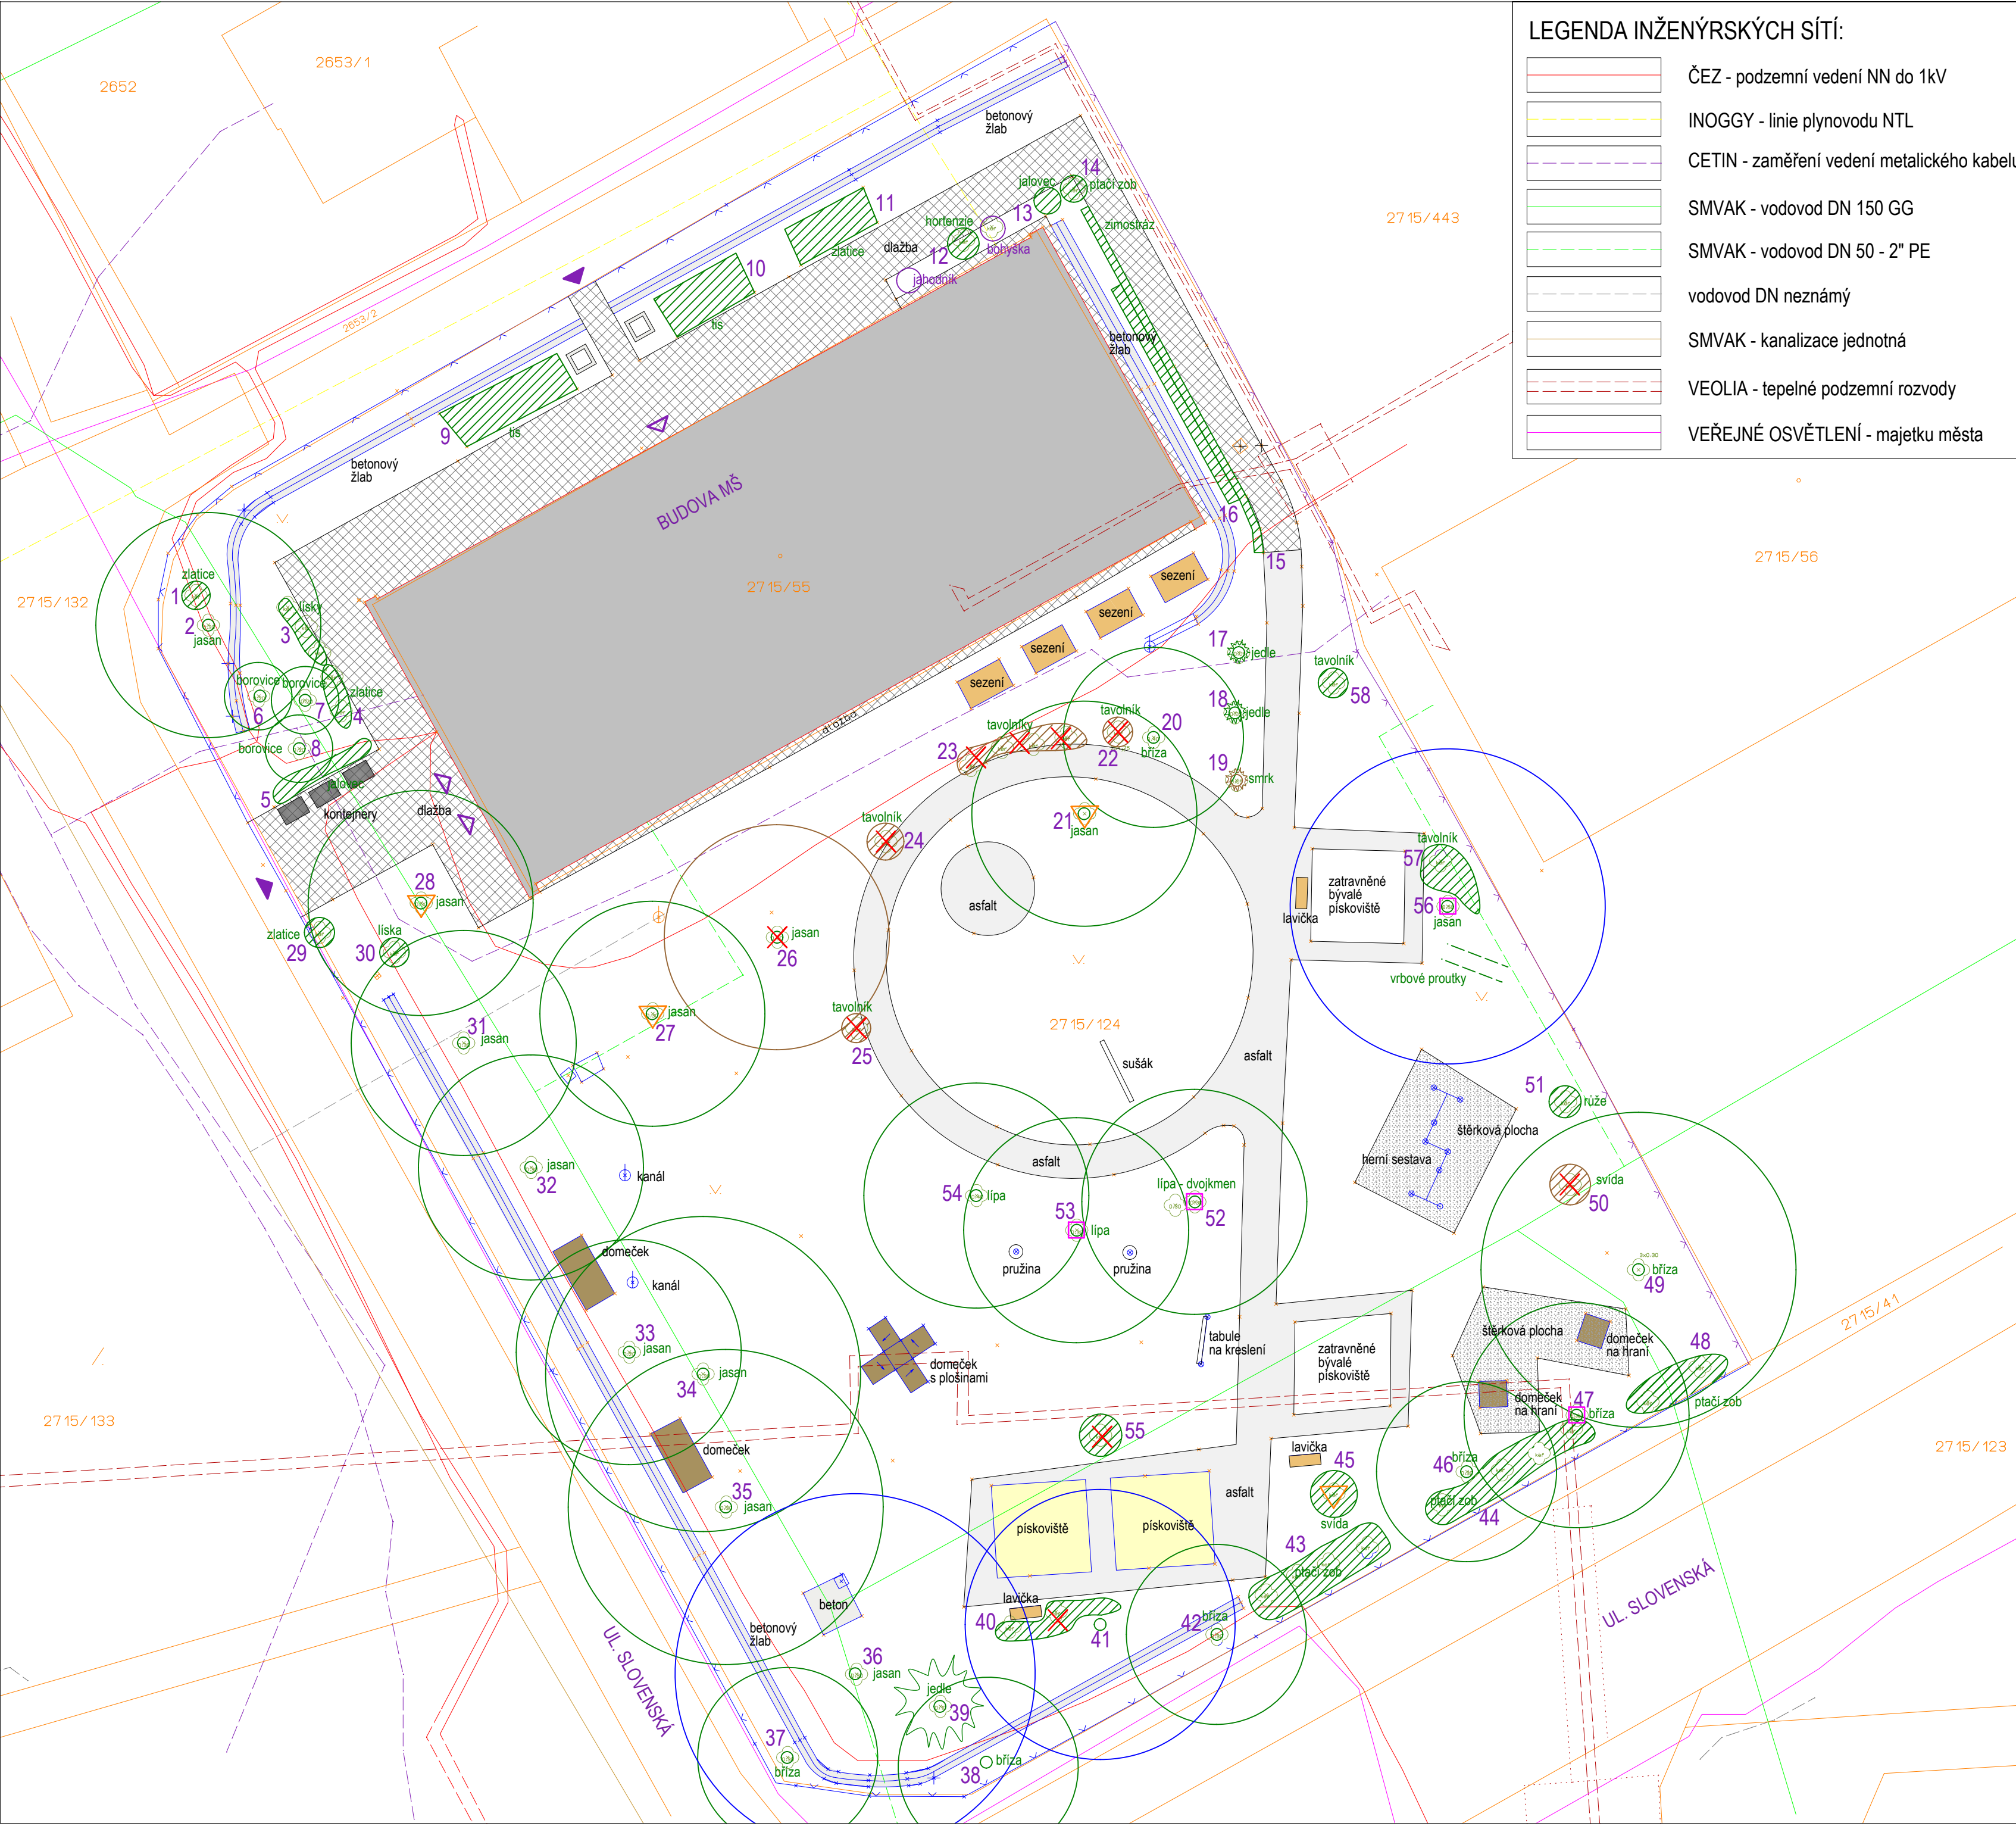 LEGENDA INŽENÝRSKÝCH SÍTÍ:
ČEZ - podzemní vedení NN do 1kV
INOGGY - linie plynovodu NTL
CETIN - zaměření vedení metalického kabelu
SMVAK - vodovod DN 150 GG
SMVAK - vodovod DN 50 - 2" PE
vodovod DN neznámý
SMVAK - kanalizace jednotná
VEOLIA - tepelné podzemní rozvody
VEŘEJNÉ OSVĚTLENÍ - majetku města
2652
2653/1
2653/2
2715/443
2715/56
2715/132
2715/55
2715/124
2715/133
2715/41
2715/123
betonový
žlab
14
jalovec
ptačí zob
11
hortenzie
13
zimostráz
zlatice
dlažba
bohyška
12
jahodník
10
tis
betonový
žlab
9
tis
betonový
žlab
BUDOVA MŠ
16
15
zlatice
1
2
jasan
lísky
3
sezení
sezení
sezení
sezení
17
jedle
tavolník
58
borovice
borovice
zlatice
6
7
4
borovice
8
18
jedle
dlažba
tavolníky
tavolník
20
bříza
23
22
19
smrk
jalovec
5
kontejnery
dlažba
21
jasan
tavolník
24
tavolník
57
28
jasan
asfalt
zatravněné
bývalé
pískoviště
lavička
56
jasan
zlatice
29
líska
30
jasan
26
vrbové proutky
tavolník
25
jasan
27
31
jasan
asfalt
sušák
51
růže
štěrková plocha
herní sestava
asfalt
jasan
32
kanál
54
lípa
53
lípa
lípa - dvojkmen
52
svída
50
pružina
pružina
3x0.30
bříza
49
domeček
kanál
33
jasan
34
jasan
domeček
s plošinami
tabule
na kreslení
zatravněné
bývalé
pískoviště
štěrková plocha
domeček
na hraní
48
domeček
na hraní
47
bříza
ptačí zob
55
domeček
lavička
45
46
bříza
ptačí zob
44
35
jasan
asfalt
svída
pískoviště
pískoviště
43
ptačí zob
beton
lavička
betonový
žlab
40
41
42
bříza
36
jasan
jedle
39
37
bříza
38
bříza
UL. SLOVENSKÁ
UL. SLOVENSKÁ